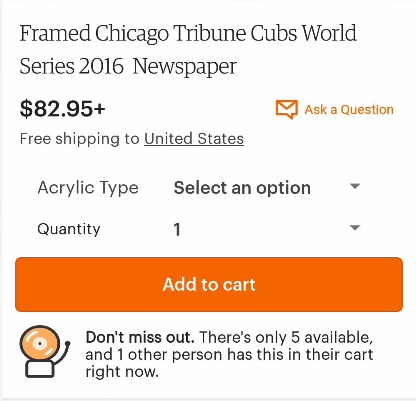 Framed Chicago Tribune Cubs World
Series 2016 Newspaper
$82.95+
Ask a Question
Free shipping to United States
Acrylic Type Select an option
Quantity 1
Add to cart
Don't miss out. There's only 5 available,
and 1 other person has this in their cart
right now.